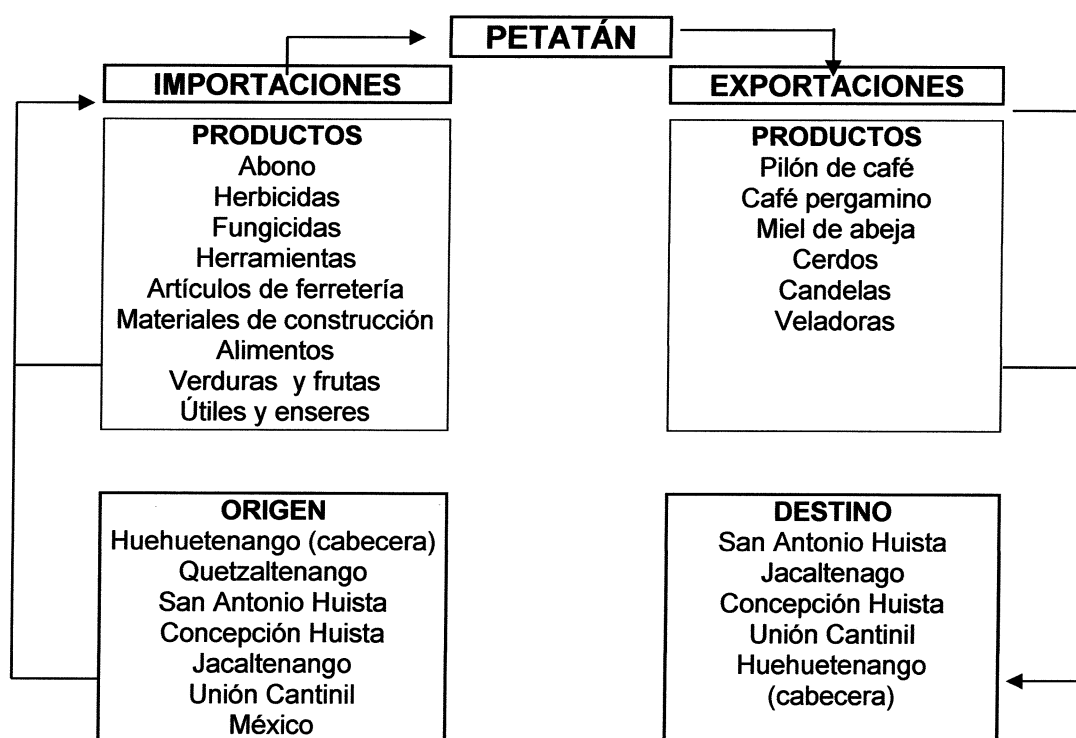 PETATÁN
IMPORTACIONES
PRODUCTOS
Abono
Herbicidas
Fungicidas
Herramientas
Artículos de ferretería
Materiales de construcción
Alimentos
Verduras y frutas
Útiles y enseres
ORIGEN
Huehuetenango (cabecera)
Quetzaltenango
San Antonio Huista
Concepción Huista
Jacaltenango
Unión Cantinil
México
EXPORTACIONES
PRODUCTOS
Pilón de café
Café pergamino
Miel de abeja
Cerdos
Candelas
Veladoras
DESTINO
San Antonio Huista
Jacaltenago
Concepción Huista
Unión Cantinil
Huehuetenango
(cabecera)